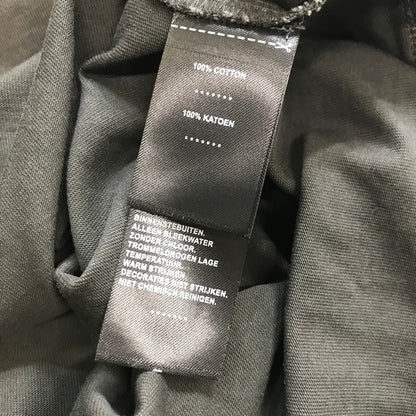 100% COTTON
100% KATOEN
BINNENSTEBUITEN.
ALLEEN BLEEKWATER
ZONDER CHLOOR.
TROMMELDROGEN LAGE
TEMPERATUUR.
WARM STRIJKEN.
DECORATIES NIET STRIJKEN.
NIET CHEMISCH REINIGEN.